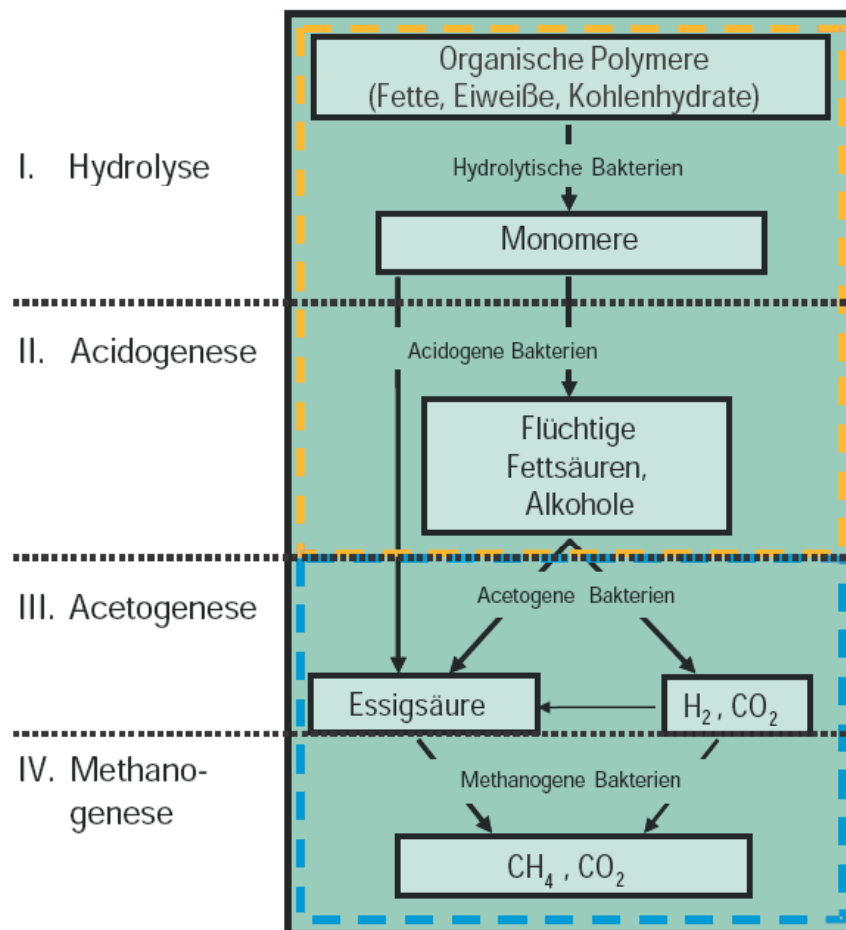 Organische Polymere
(Fette, Eiweiße, Kohlenhydrate)
I. Hydrolyse
Hydrolytische Bakterien
Monomere
II. Acidogenese
Acidogene Bakterien
Flüchtige
Fettsäuren,
Alkohole
III. Acetogenese
Acetogene Bakterien
Essigsäure
H₂ , CO₂
IV. Methano-
genese
Methanogene Bakterien
CH₄ , CO₂